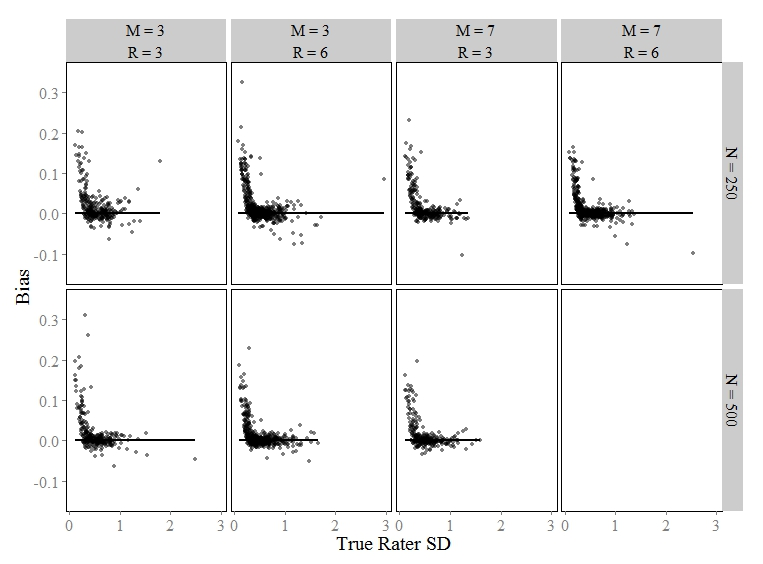 M = 3 M = 3 M = 7 M = 7
R = 3 R = 6 R = 3 R = 6
0.3
0.2
0.1
0.0
-0.1
N = 250
Bias
0.3
0.2
0.1
0.0
-0.1
N = 500
0 1 2 3 0 1 2 3 0 1 2 3 0 1 2 3
True Rater SD